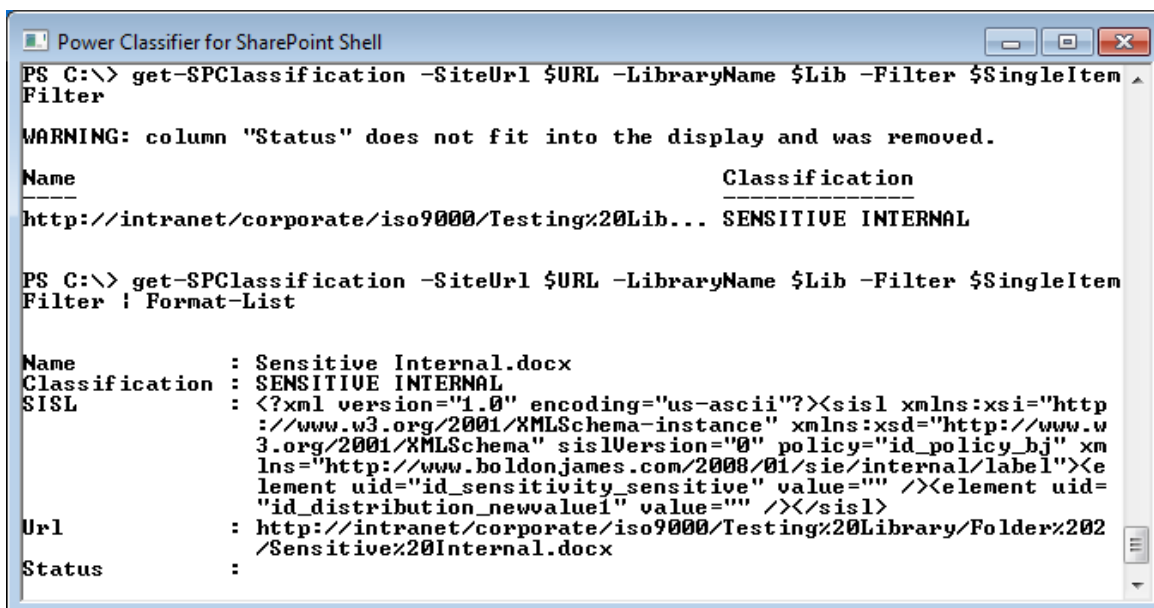 Power Classifier for SharePoint Shell
PS C:\> get-SPClassification -SiteUrl $URL -LibraryName $Lib -Filter $SingleItem
Filter
WARNING: column "Status" does not fit into the display and was removed.
Name Classification
---- --------------
http://intranet/corporate/iso9000/Testing%20Lib... SENSITIVE INTERNAL
PS C:\> get-SPClassification -SiteUrl $URL -LibraryName $Lib -Filter $SingleItem
Filter | Format-List
Name : Sensitive Internal.docx
Classification : SENSITIVE INTERNAL
SISL : <?xml version="1.0" encoding="us-ascii"?><sisl xmlns:xsi="http
://www.w3.org/2001/XMLSchema-instance" xmlns:xsd="http://www.w
3.org/2001/XMLSchema" sislVersion="0" policy="id_policy_bj" xm
lns="http://www.boldonjames.com/2008/01/sie/internal/label"><e
lement uid="id_sensitivity_sensitive" value="" /><element uid=
"id_distribution_newvalue1" value="" /></sisl>
Url : http://intranet/corporate/iso9000/Testing%20Library/Folder%202
/Sensitive%20Internal.docx
Status :